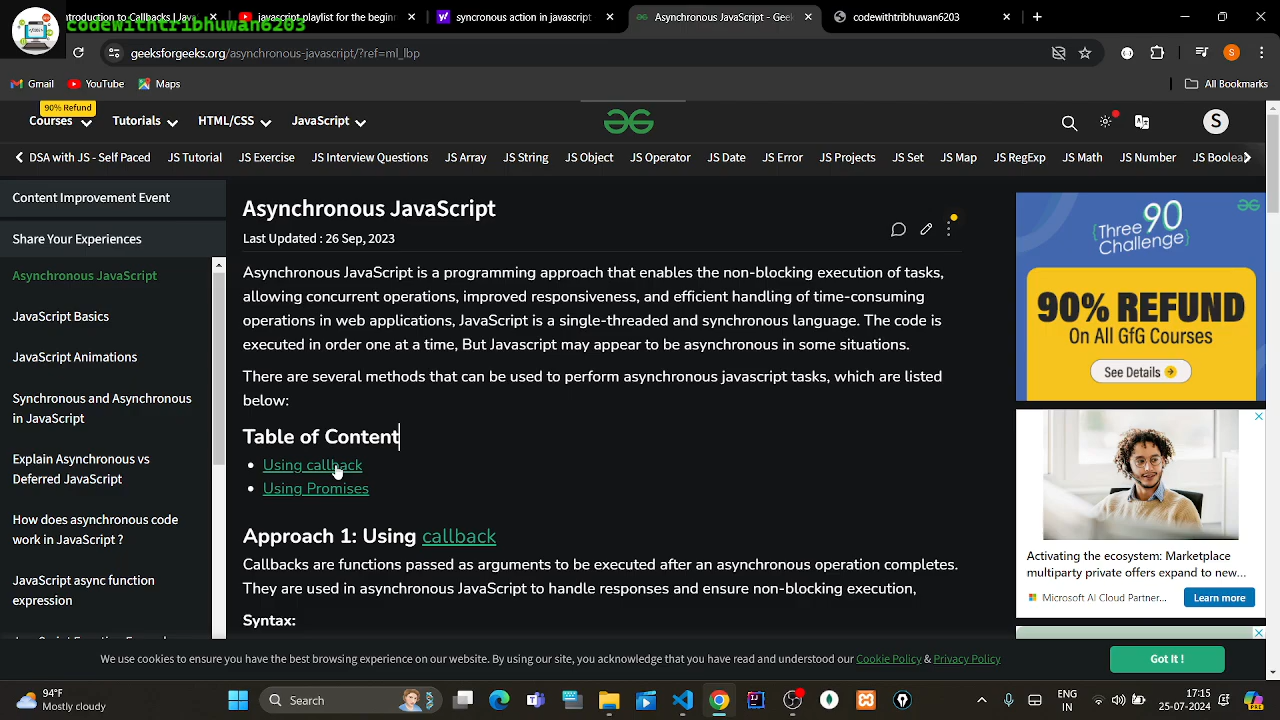 codewithtribhuwan6203
ntroduction to Callbacks | Java
javascript playlist for the begin
synchronous action in javascript
Asynchronous JavaScript - Gee
code with tribhuwan 6203
geeksforgeeks.org/asynchronous-javascript/?ref=ml_lbp
Gmail YouTube Maps All Bookmarks
90% Refund
Courses Tutorials HTML/CSS JavaScript S
DSA with JS - Self Paced JS Tutorial JS Exercise JS Interview Questions JS Array JS String JS Object JS Operator JS Date JS Error JS Projects JS Set JS Map JS RegExp JS Math JS Number JS Boolea
Content Improvement Event
Share Your Experiences
Asynchronous JavaScript
JavaScript Basics
JavaScript Animations
Synchronous and Asynchronous
in JavaScript
Explain Asynchronous vs
Deferred JavaScript
How does asynchronous code
work in JavaScript ?
JavaScript async function
expression
Asynchronous JavaScript
Last Updated : 26 Sep, 2023
Asynchronous JavaScript is a programming approach that enables the non-blocking execution of tasks,
allowing concurrent operations, improved responsiveness, and efficient handling of time-consuming
operations in web applications, JavaScript is a single-threaded and synchronous language. The code is
executed in order one at a time, But Javascript may appear to be asynchronous in some situations.
There are several methods that can be used to perform asynchronous javascript tasks, which are listed
below:
Table of Content
Using callback
Using Promises
Approach 1: Using callback
Callbacks are functions passed as arguments to be executed after an asynchronous operation completes.
They are used in asynchronous JavaScript to handle responses and ensure non-blocking execution,
Syntax:
Three 90
Challenge
90% REFUND
On All GfG Courses
See Details
Activating the ecosystem: Marketplace
multiparty private offers expand to new...
Microsoft AI Cloud Partner... Learn more
We use cookies to ensure you have the best browsing experience on our website. By using our site, you acknowledge that you have read and understood our Cookie Policy & Privacy Policy
Got It !
94°F
Mostly cloudy
Search
ENG
IN
17:15
25-07-2024